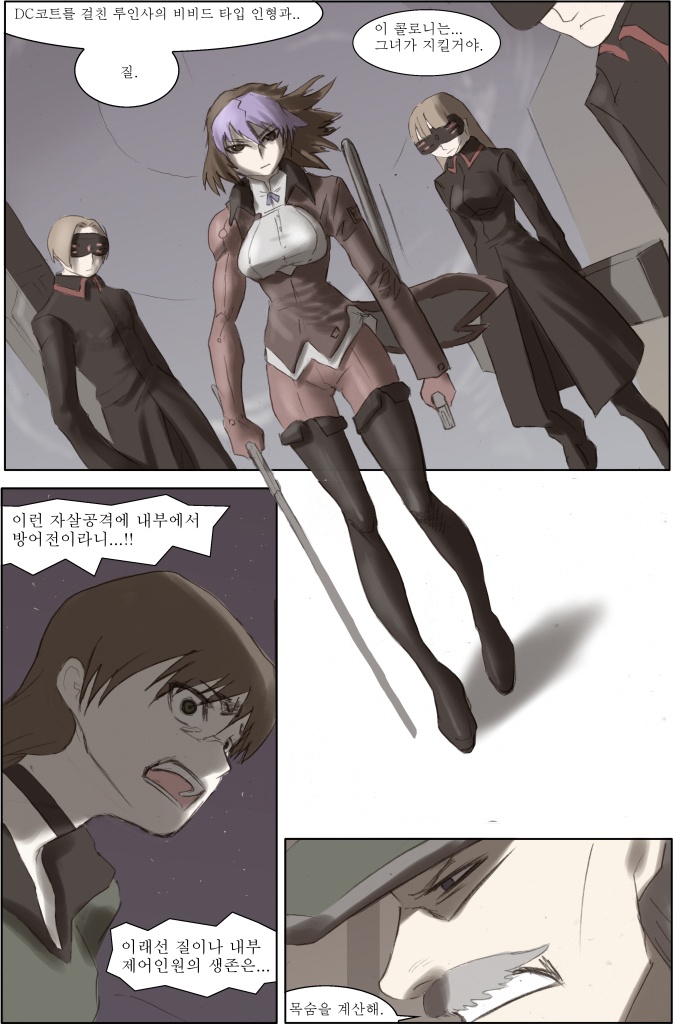 DC코트를 걸친 루인사의 비비드 타입 인형과..
질.
이 콜로니는...
그녀가 지킬거야.
이런 자살공격에 내부에서
방어전이라니...!!
이래선 질이나 내부
제어인원의 생존은...
목숨을 계산해.